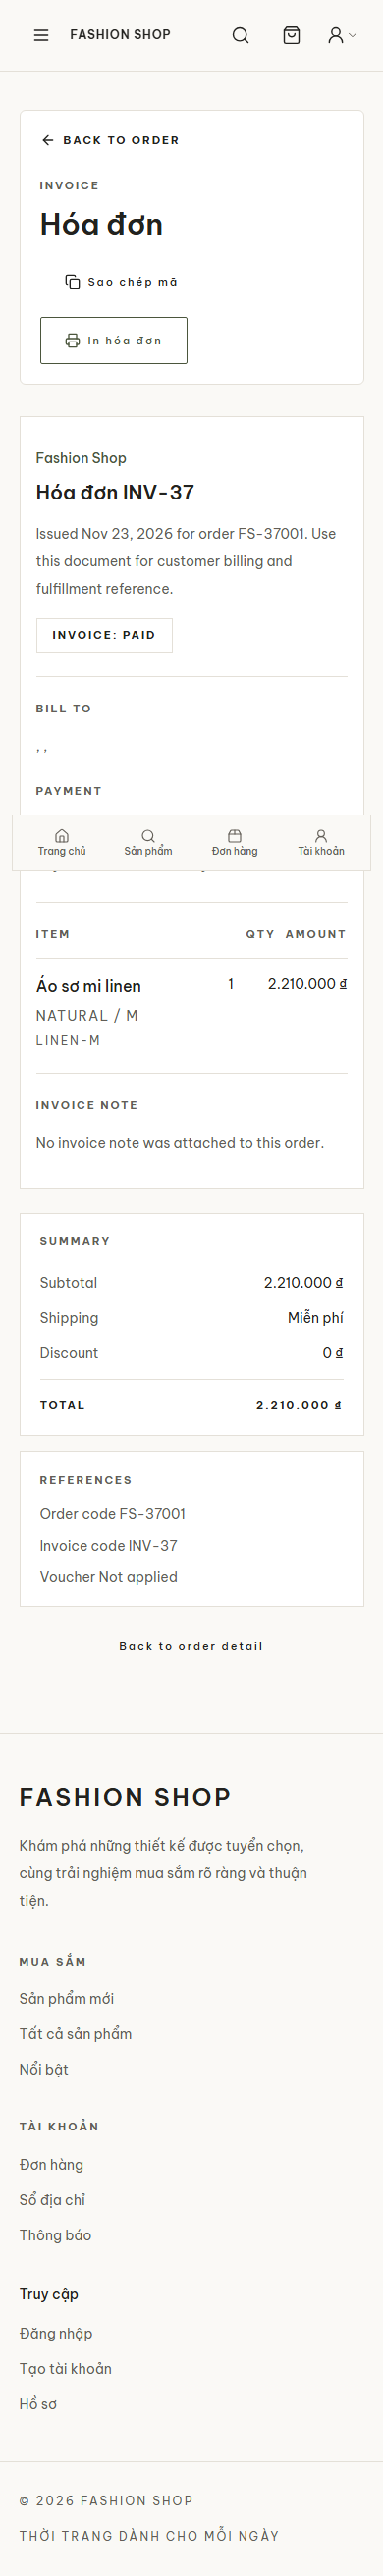 FASHION SHOP
BACK TO ORDER
INVOICE
Hóa đơn
Sao chép mã
In hóa đơn
Fashion Shop
Hóa đơn INV-37
Issued Nov 23, 2026 for order FS-37001. Use
this document for customer billing and
fulfillment reference.
INVOICE: PAID
BILL TO
, ,
PAYMENT
Trang chủ Sản phẩm Đơn hàng Tài khoản
ITEM QTY AMOUNT
Áo sơ mi linen 1 2.210.000 ₫
NATURAL / M
LINEN-M
INVOICE NOTE
No invoice note was attached to this order.
SUMMARY
Subtotal 2.210.000 ₫
Shipping Miễn phí
Discount 0 ₫
TOTAL 2.210.000 ₫
REFERENCES
Order code FS-37001
Invoice code INV-37
Voucher Not applied
Back to order detail
FASHION SHOP
Khám phá những thiết kế được tuyển chọn,
cùng trải nghiệm mua sắm rõ ràng và thuận
tiện.
MUA SẮM
Sản phẩm mới
Tất cả sản phẩm
Nổi bật
TÀI KHOẢN
Đơn hàng
Sổ địa chỉ
Thông báo
Truy cập
Đăng nhập
Tạo tài khoản
Hồ sơ
© 2026 FASHION SHOP
THỜI TRANG DÀNH CHO MỖI NGÀY